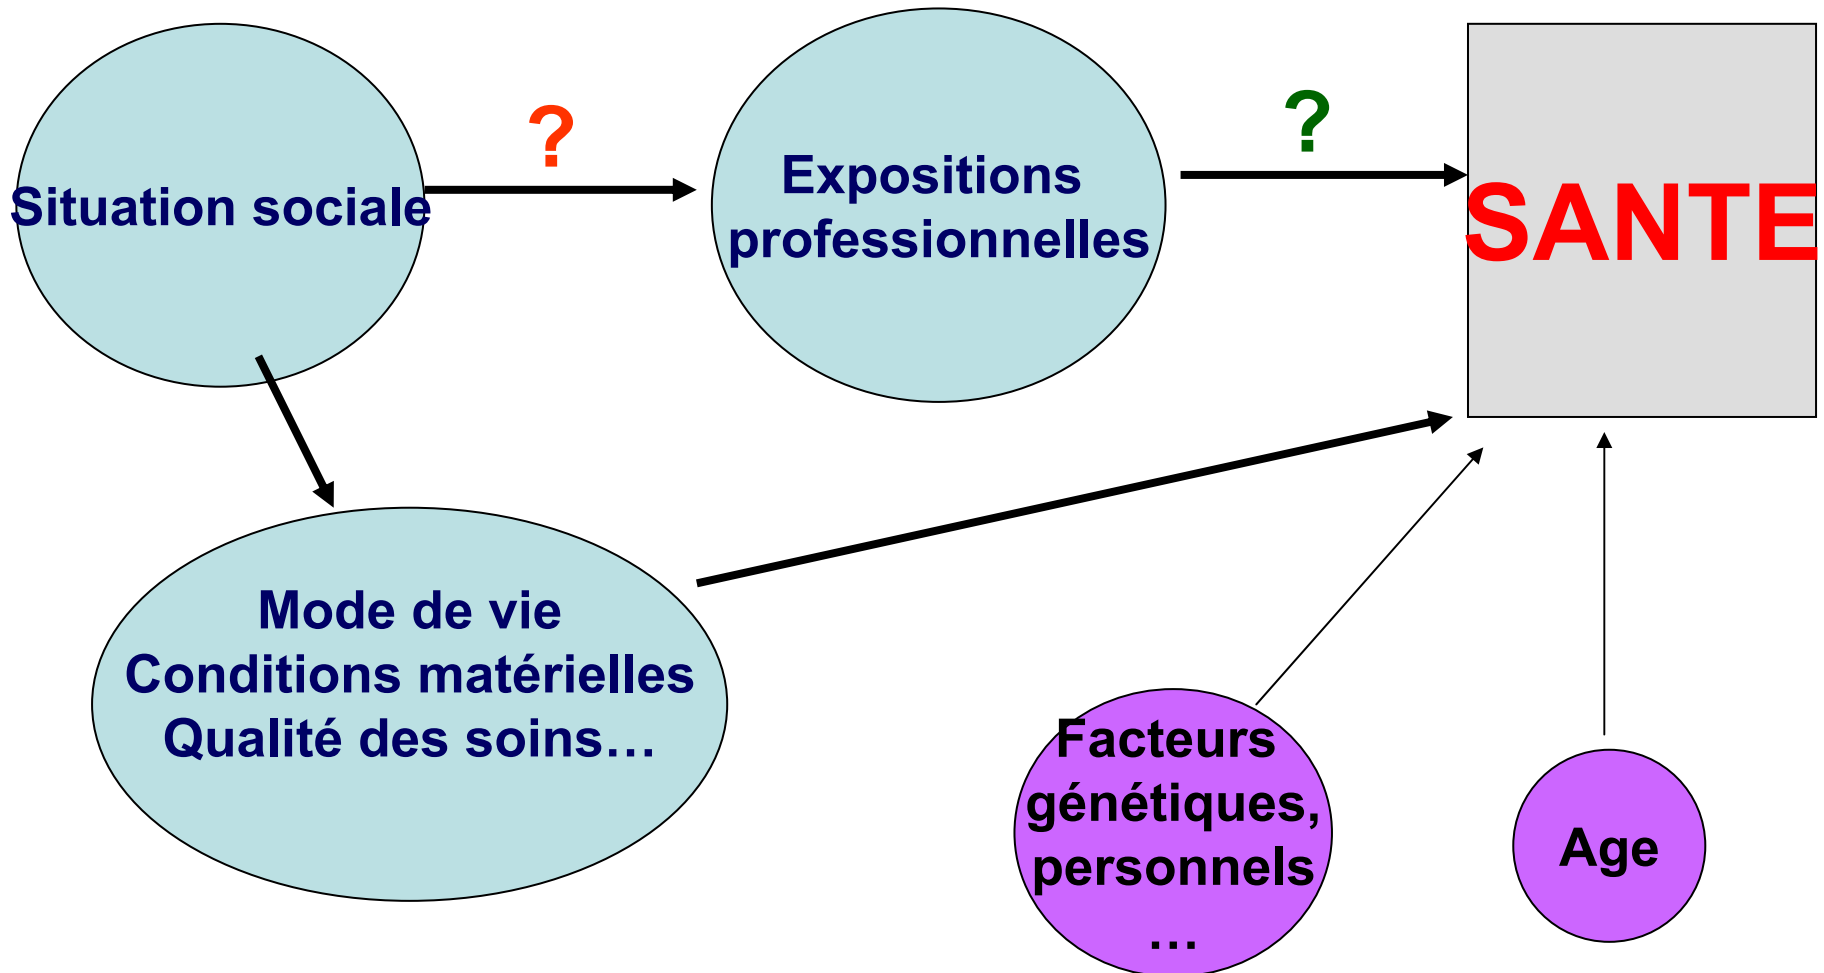 Situation sociale
?
Expositions
professionnelles
?
SANTE
Mode de vie
Conditions matérielles
Qualité des soins…
Facteurs
génétiques,
personnels
…
Age